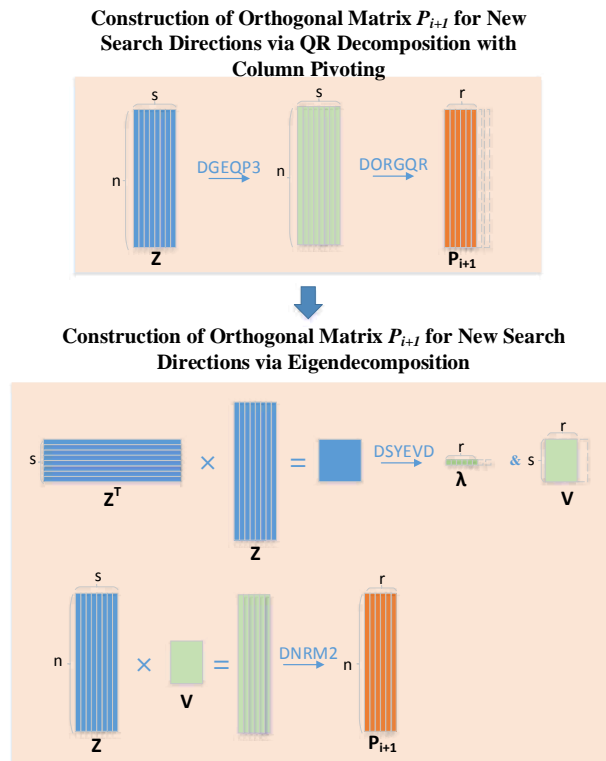 Construction of Orthogonal Matrix P_{i+1} for New
Search Directions via QR Decomposition with
Column Pivoting
s
s
r
n
DGEQP3
n
DORGQR
Z
P_{i+1}
Construction of Orthogonal Matrix P_{i+1} for New Search
Directions via Eigendecomposition
s
Z^T
×
Z
=
DSYEVD
r
λ
&
r
s
V
s
n
Z
×
V
=
DNRM2
r
n
P_{i+1}